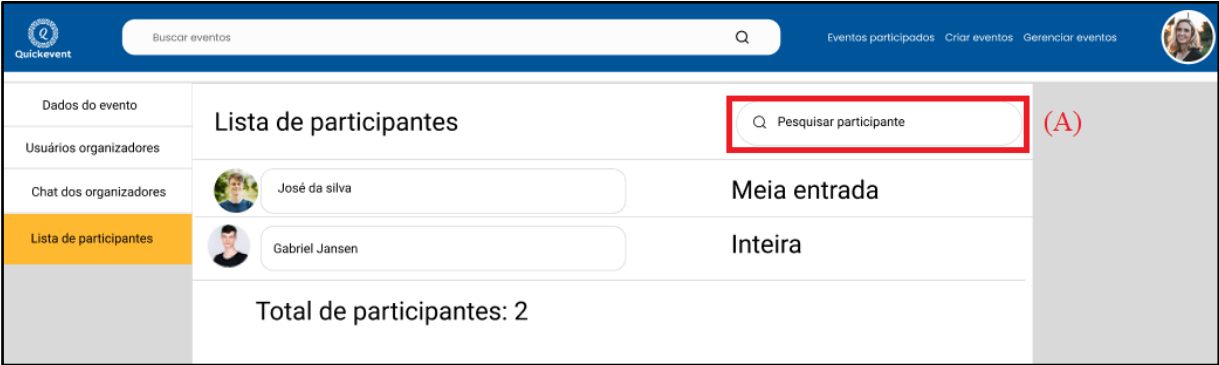 Q
Quickevent
Buscar eventos
Eventos participados Criar eventos Gerenciar eventos
Dados do evento
Usuários organizadores
Chat dos organizadores
Lista de participantes
Lista de participantes
Pesquisar participante
(A)
José da silva
Meia entrada
Gabriel Jansen
Inteira
Total de participantes: 2